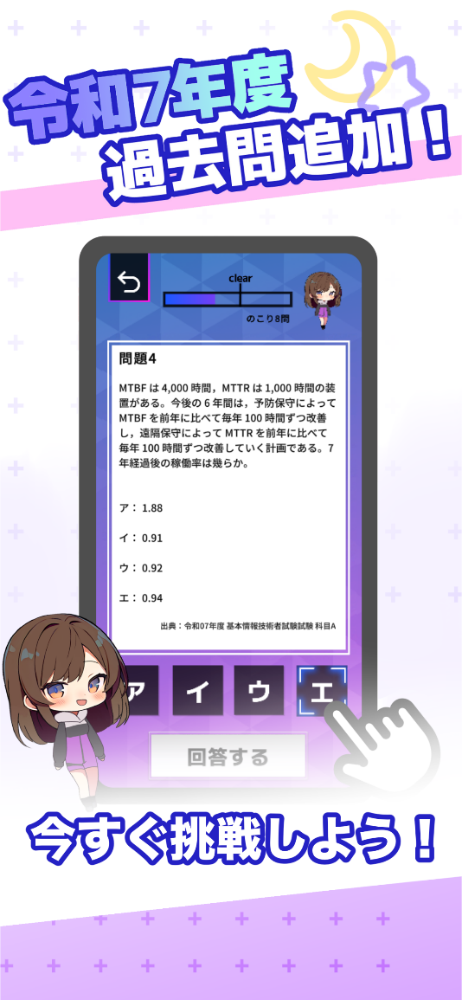 令和7年度
過去問追加！
clear
のこり8問
問題4
MTBF は 4,000 時間，MTTR は 1,000 時間の装
置がある。今後の 6 年間は，予防保守によって
MTBF を前年に比べて毎年 100 時間ずつ改善
し，遠隔保守によって MTTR を前年に比べて
毎年 100 時間ずつ改善していく計画である。7
年経過後の稼働率は幾らか。
ア： 1.88
イ： 0.91
ウ： 0.92
エ： 0.94
出典：令和07年度 基本情報技術者試験試験 科目A
ア イ ウ エ
回答する
今すぐ挑戦しよう！